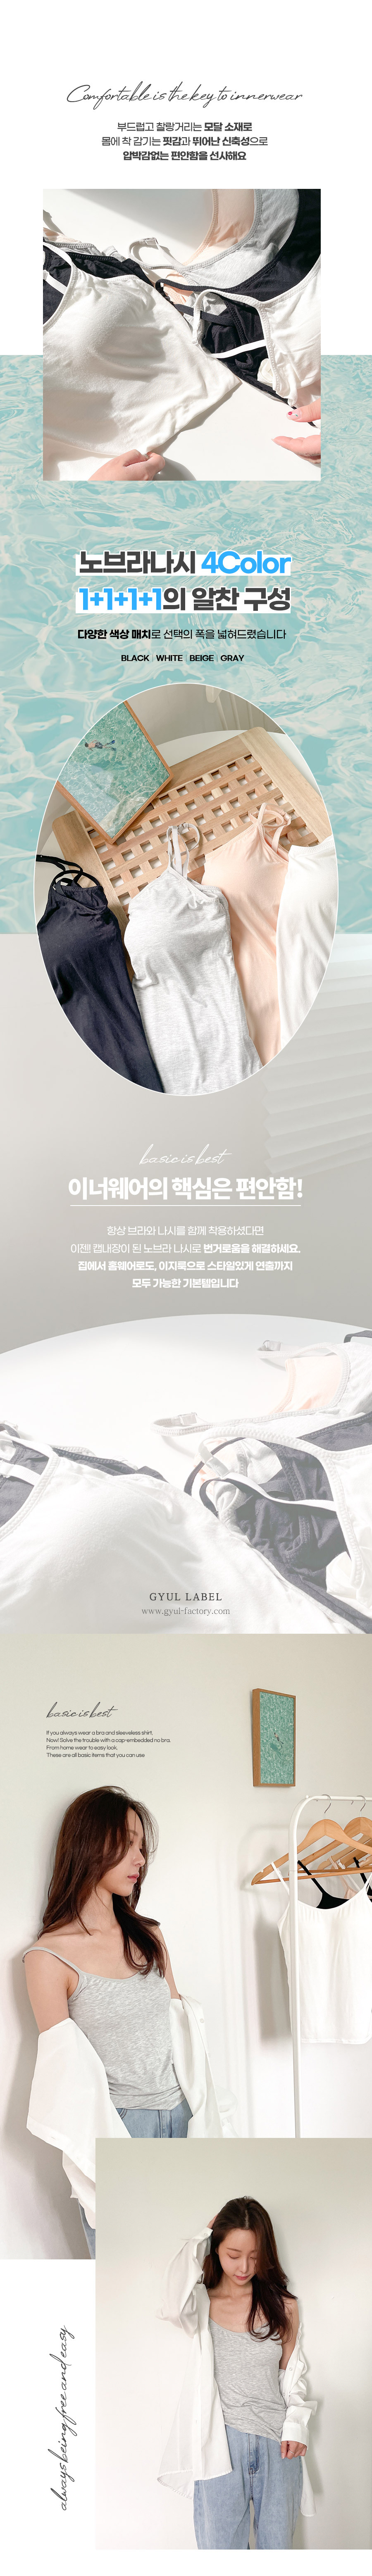 Comfortable is the key to innerwear
부드럽고 찰랑거리는 모달 소재로
몸에 착 감기는 핏감과 뛰어난 신축성으로
압박감없는 편안함을 선사해요
노브라나시 4Color
1+1+1+1의 알찬 구성
다양한 색상 매치로 선택의 폭을 넓혀드렸습니다
BLACK | WHITE | BEIGE | GRAY
basic is best
이너웨어의 핵심은 편안함!
항상 브라와 나시를 함께 착용하셨다면
이젠! 캡내장이 된 노브라 나시로 번거로움을 해결하세요.
집에서 홈웨어로도, 이지룩으로 스타일있게 연출까지
모두 가능한 기본템입니다
GYUL LABEL
www.gyul-factory.com
basic is best
If you always wear a bra and sleeveless shirt.
Now! Solve the trouble with a cap-embedded no bra.
From home wear to easy look,
These are all basic items that you can use
always being free and easy